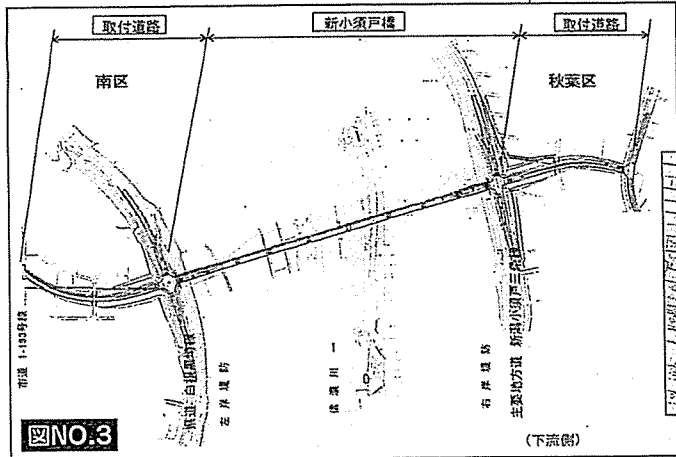 取付道路
新小須戸橋
取付道路
南区
秋葉区
市道 1-193号線
県道 白根黒埼線
左岸堤防
信濃川
右岸堤防
主要地方道 新潟小須戸三条線
図NO.3
(下流側)